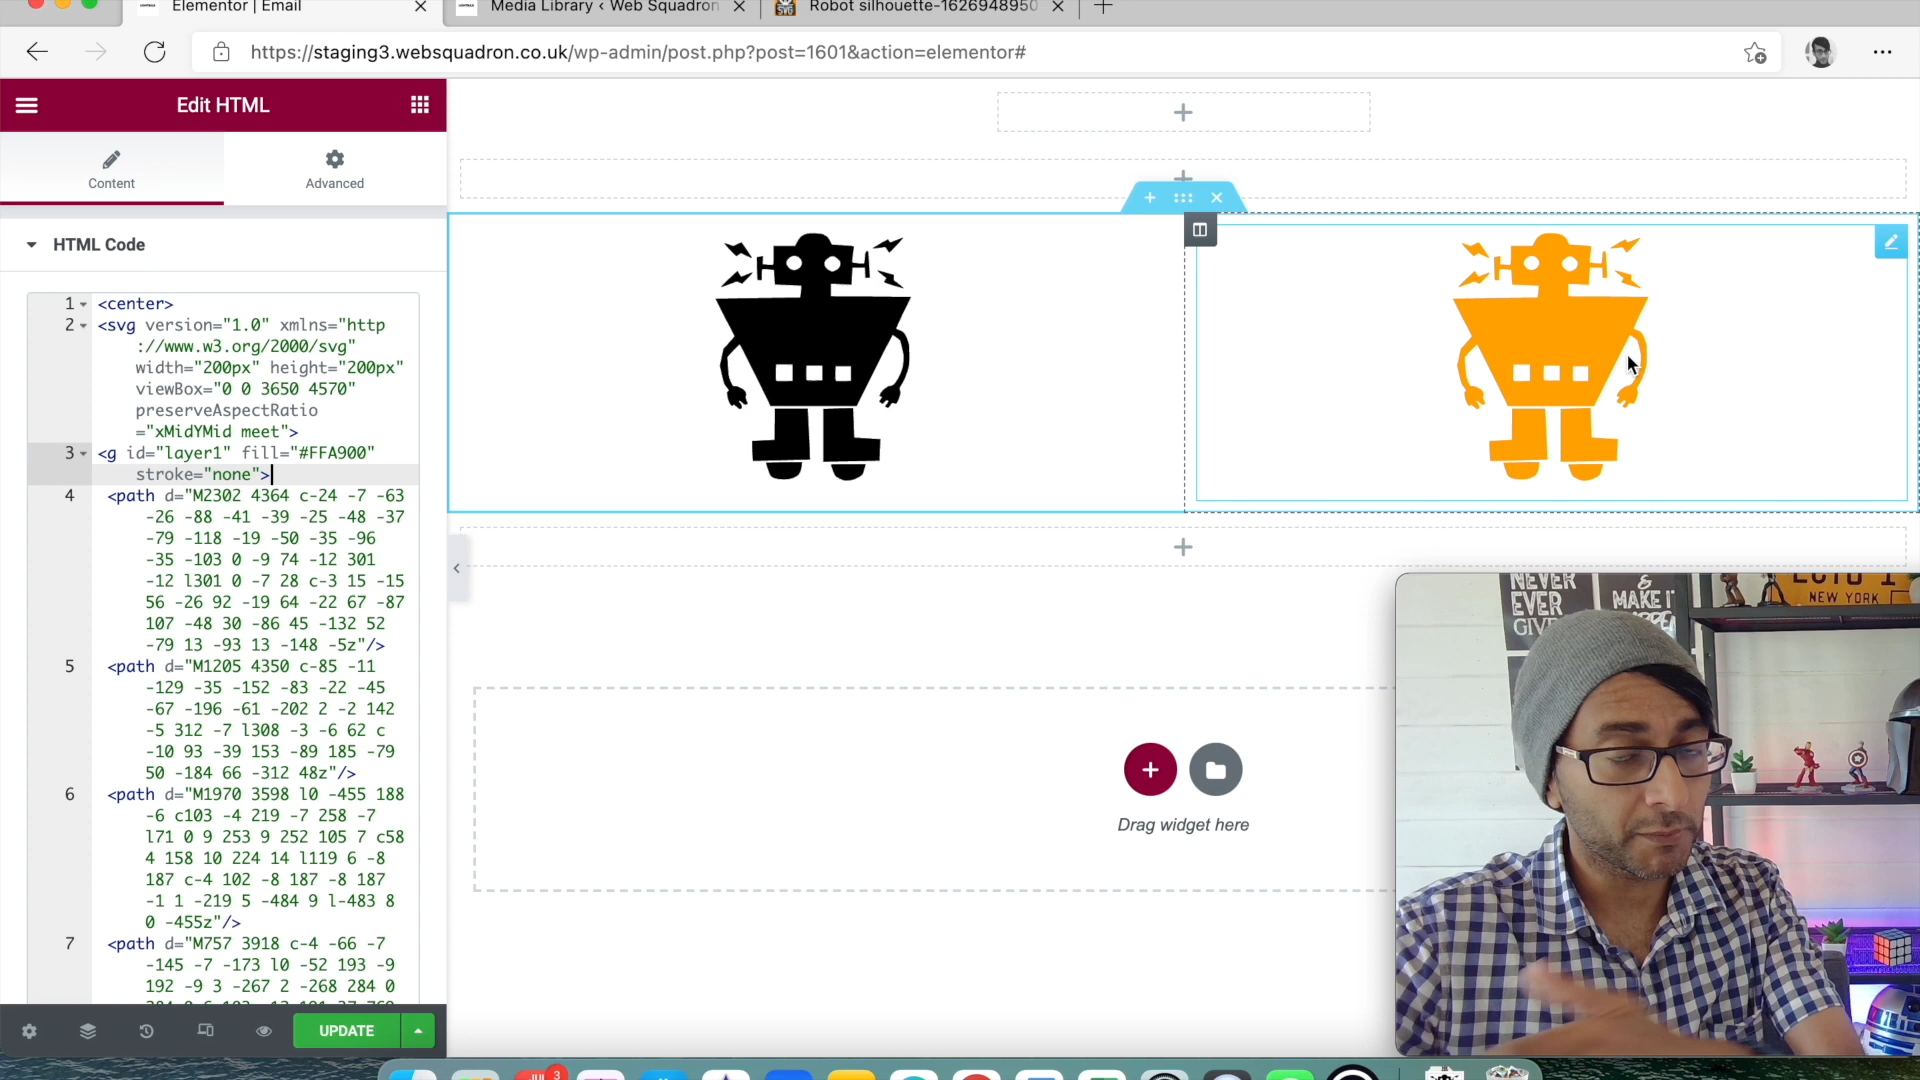 Elementor | Email
Media Library ‹ Web Squadron
Robot silhouette-1626948950
https://staging3.websquadron.co.uk/wp-admin/post.php?post=1601&action=elementor#
Edit HTML
Content
Advanced
HTML Code
1 <center>
2 <svg version="1.0" xmlns="http
://www.w3.org/2000/svg"
width="200px" height="200px"
viewBox="0 0 3650 4570"
preserveAspectRatio
="xMidYMid meet">
3 <g id="layer1" fill="#FFA900"
stroke="none">
4 <path d="M2302 4364 c-24 -7 -63
-26 -88 -41 -39 -25 -48 -37
-79 -118 -19 -50 -35 -96
-35 -103 0 -9 74 -12 301
-12 l301 0 -7 28 c-3 15 -15
56 -26 92 -19 64 -22 67 -87
107 -48 30 -86 45 -132 52
-79 13 -93 13 -148 -5z"/>
5 <path d="M1205 4350 c-85 -11
-129 -35 -152 -83 -22 -45
-67 -196 -61 -202 2 -2 142
-5 312 -7 l308 -3 -6 62 c
-10 93 -39 153 -89 185 -79
50 -184 66 -312 48z"/>
6 <path d="M1970 3598 l0 -455 188
-6 c103 -4 219 -7 258 -7
l71 0 9 253 9 252 105 7 c58
4 158 10 224 14 l119 6 -8
187 c-4 102 -8 187 -8 187
-1 1 -219 5 -484 9 l-483 8
0 -455z"/>
7 <path d="M757 3918 c-4 -66 -7
-145 -7 -173 l0 -52 193 -9
192 -9 3 -267 2 -268 284 0
UPDATE
Drag widget here
NEVER
EVER
GIV
&
MAKE IT
ECTO 1
NEW YORK
3